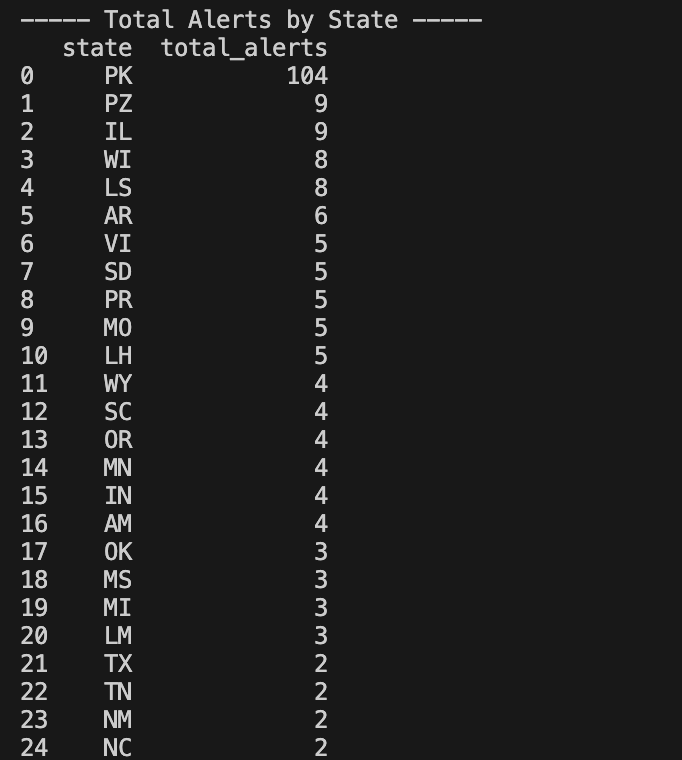 ----- Total Alerts by State -----
state total_alerts
0 PK 104
1 PZ 9
2 IL 9
3 WI 8
4 LS 8
5 AR 6
6 VI 5
7 SD 5
8 PR 5
9 MO 5
10 LH 5
11 WY 4
12 SC 4
13 OR 4
14 MN 4
15 IN 4
16 AM 4
17 OK 3
18 MS 3
19 MI 3
20 LM 3
21 TX 2
22 TN 2
23 NM 2
24 NC 2